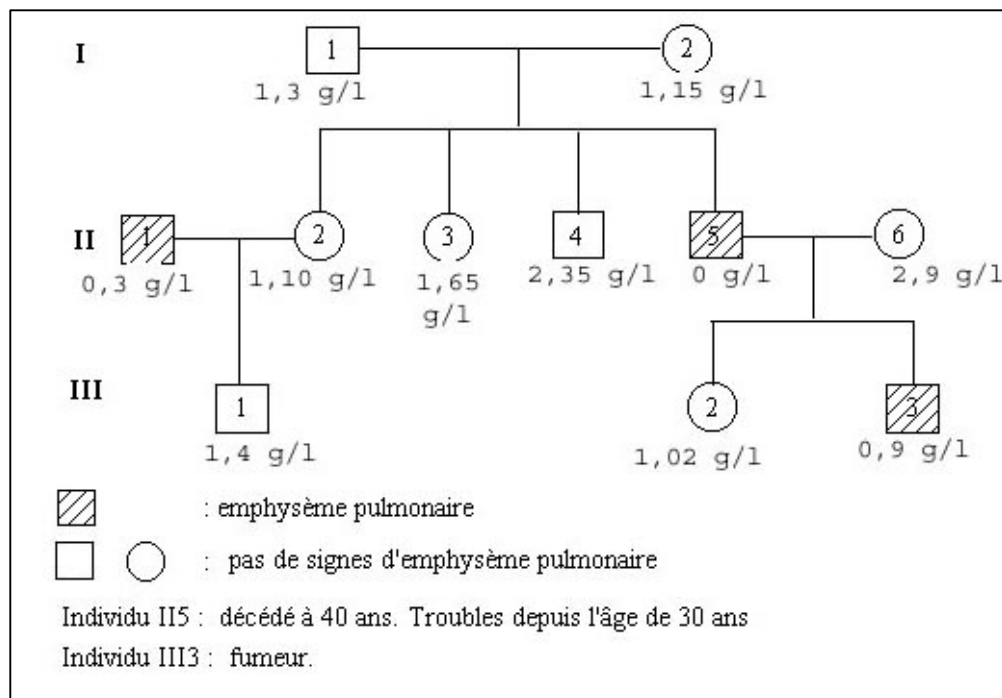 I
1
2
1,3 g/l
1,15 g/l
II
1
2
3
4
5
6
0,3 g/l
1,10 g/l
1,65
g/l
2,35 g/l
0 g/l
2,9 g/l
III
1
2
3
1,4 g/l
1,02 g/l
0,9 g/l
: emphysème pulmonaire
: pas de signes d'emphysème pulmonaire
Individu II5 : décédé à 40 ans. Troubles depuis l'âge de 30 ans
Individu III3 : fumeur.